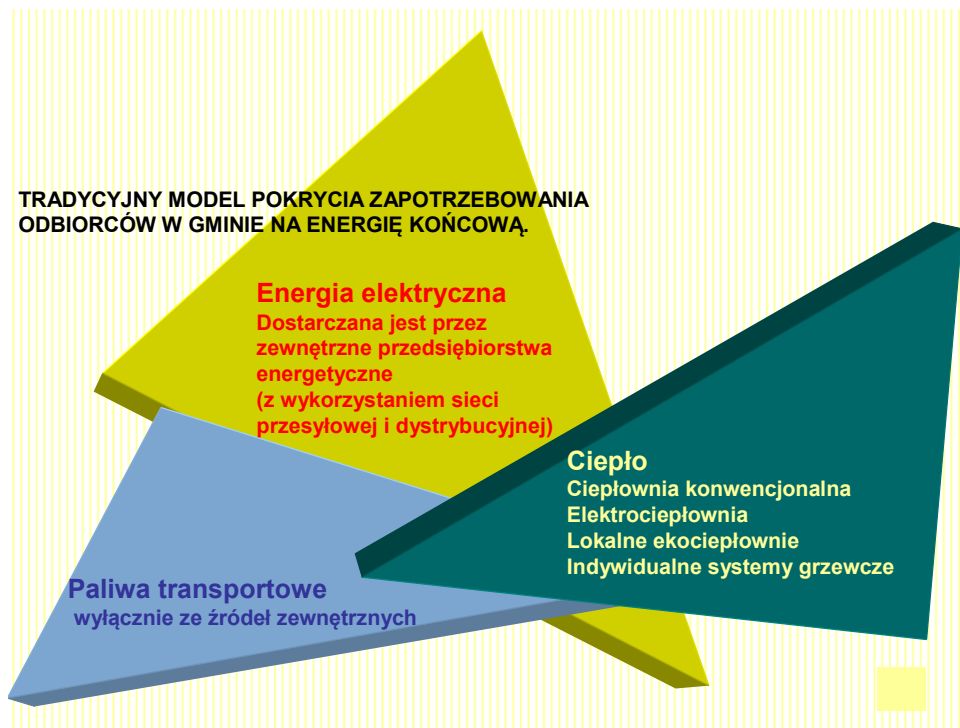 TRADYCYJNY MODEL POKRYCIA ZAPOTRZEBOWANIA
ODBIORCÓW W GMINIE NA ENERGIĘ KOŃCOWĄ.
Energia elektryczna
Dostarczana jest przez
zewnętrzne przedsiębiorstwa
energetyczne
(z wykorzystaniem sieci
przesyłowej i dystrybucyjnej)
Ciepło
Ciepłownia konwencjonalna
Elektrociepłownia
Lokalne ekociepłownie
Indywidualne systemy grzewcze
Paliwa transportowe
wyłącznie ze źródeł zewnętrznych